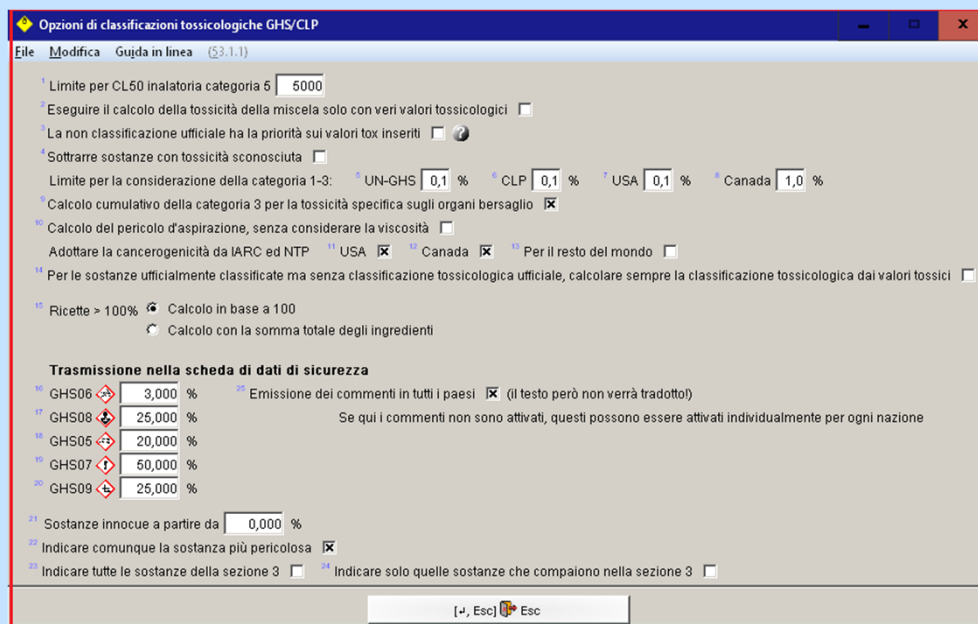 Opzioni di classificazioni tossicologiche GHS/CLP
File Modifica Guida in linea (53.1.1)
1 Limite per CL50 inalatoria categoria 5 5000
2 Eseguire il calcolo della tossicità della miscela solo con veri valori tossicologici
3 La non classificazione ufficiale ha la priorità sui valori tox inseriti ?
4 Sottrarre sostanze con tossicità sconosciuta
Limite per la considerazione della categoria 1-3: 5 UN-GHS 0,1 % 6 CLP 0,1 % 7 USA 0,1 % 8 Canada 1,0 %
9 Calcolo cumulativo della categoria 3 per la tossicità specifica sugli organi bersaglio
10 Calcolo del pericolo d'aspirazione, senza considerare la viscosità
Adottare la cancerogenicità da IARC ed NTP 11 USA 12 Canada 13 Per il resto del mondo
14 Per le sostanze ufficialmente classificate ma senza classificazione tossicologica ufficiale, calcolare sempre la classificazione tossicologica dai valori tossici
15 Ricette > 100% Calcolo in base a 100
Calcolo con la somma totale degli ingredienti
Trasmissione nella scheda di dati di sicurezza
16 GHS06 3,000 % 25 Emissione dei commenti in tutti i paesi (il testo però non verrà tradotto!)
17 GHS08 25,000 % Se qui i commenti non sono attivati, questi possono essere attivati individualmente per ogni nazione
18 GHS05 20,000 %
19 GHS07 50,000 %
20 GHS09 25,000 %
21 Sostanze innocue a partire da 0,000 %
22 Indicare comunque la sostanza più pericolosa
23 Indicare tutte le sostanze della sezione 3 24 Indicare solo quelle sostanze che compaiono nella sezione 3
[↵, Esc] Esc